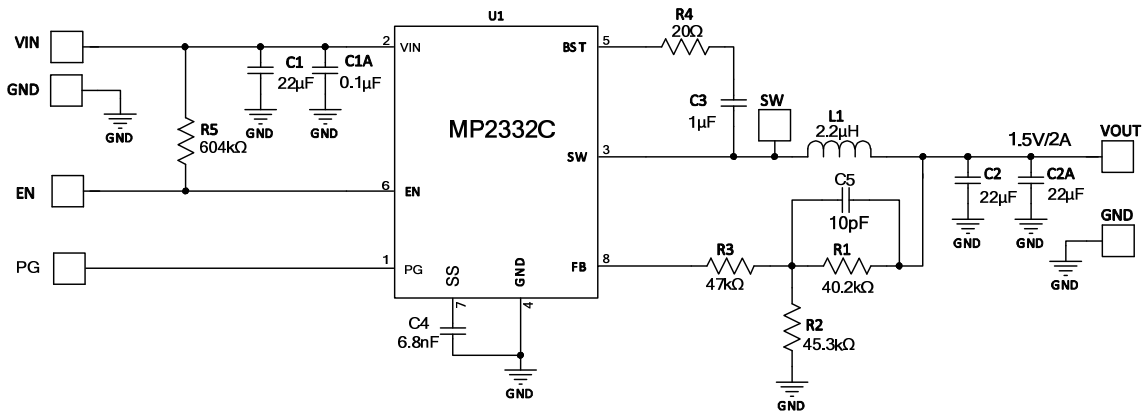 U1
MP2332C
VIN
GND
GND
EN
PG
R5
604kΩ
C1
22µF
GND
C1A
0.1µF
GND
2
VIN
6
EN
1
PG
SS
7
GND
4
C4
6.8nF
GND
5
BST
3
SW
8
FB
R4
20Ω
C3
1µF
SW
L1
2.2µH
C5
10pF
R3
47kΩ
R1
40.2kΩ
R2
45.3kΩ
GND
1.5V/2A
VOUT
C2
22µF
GND
C2A
22µF
GND
GND
GND